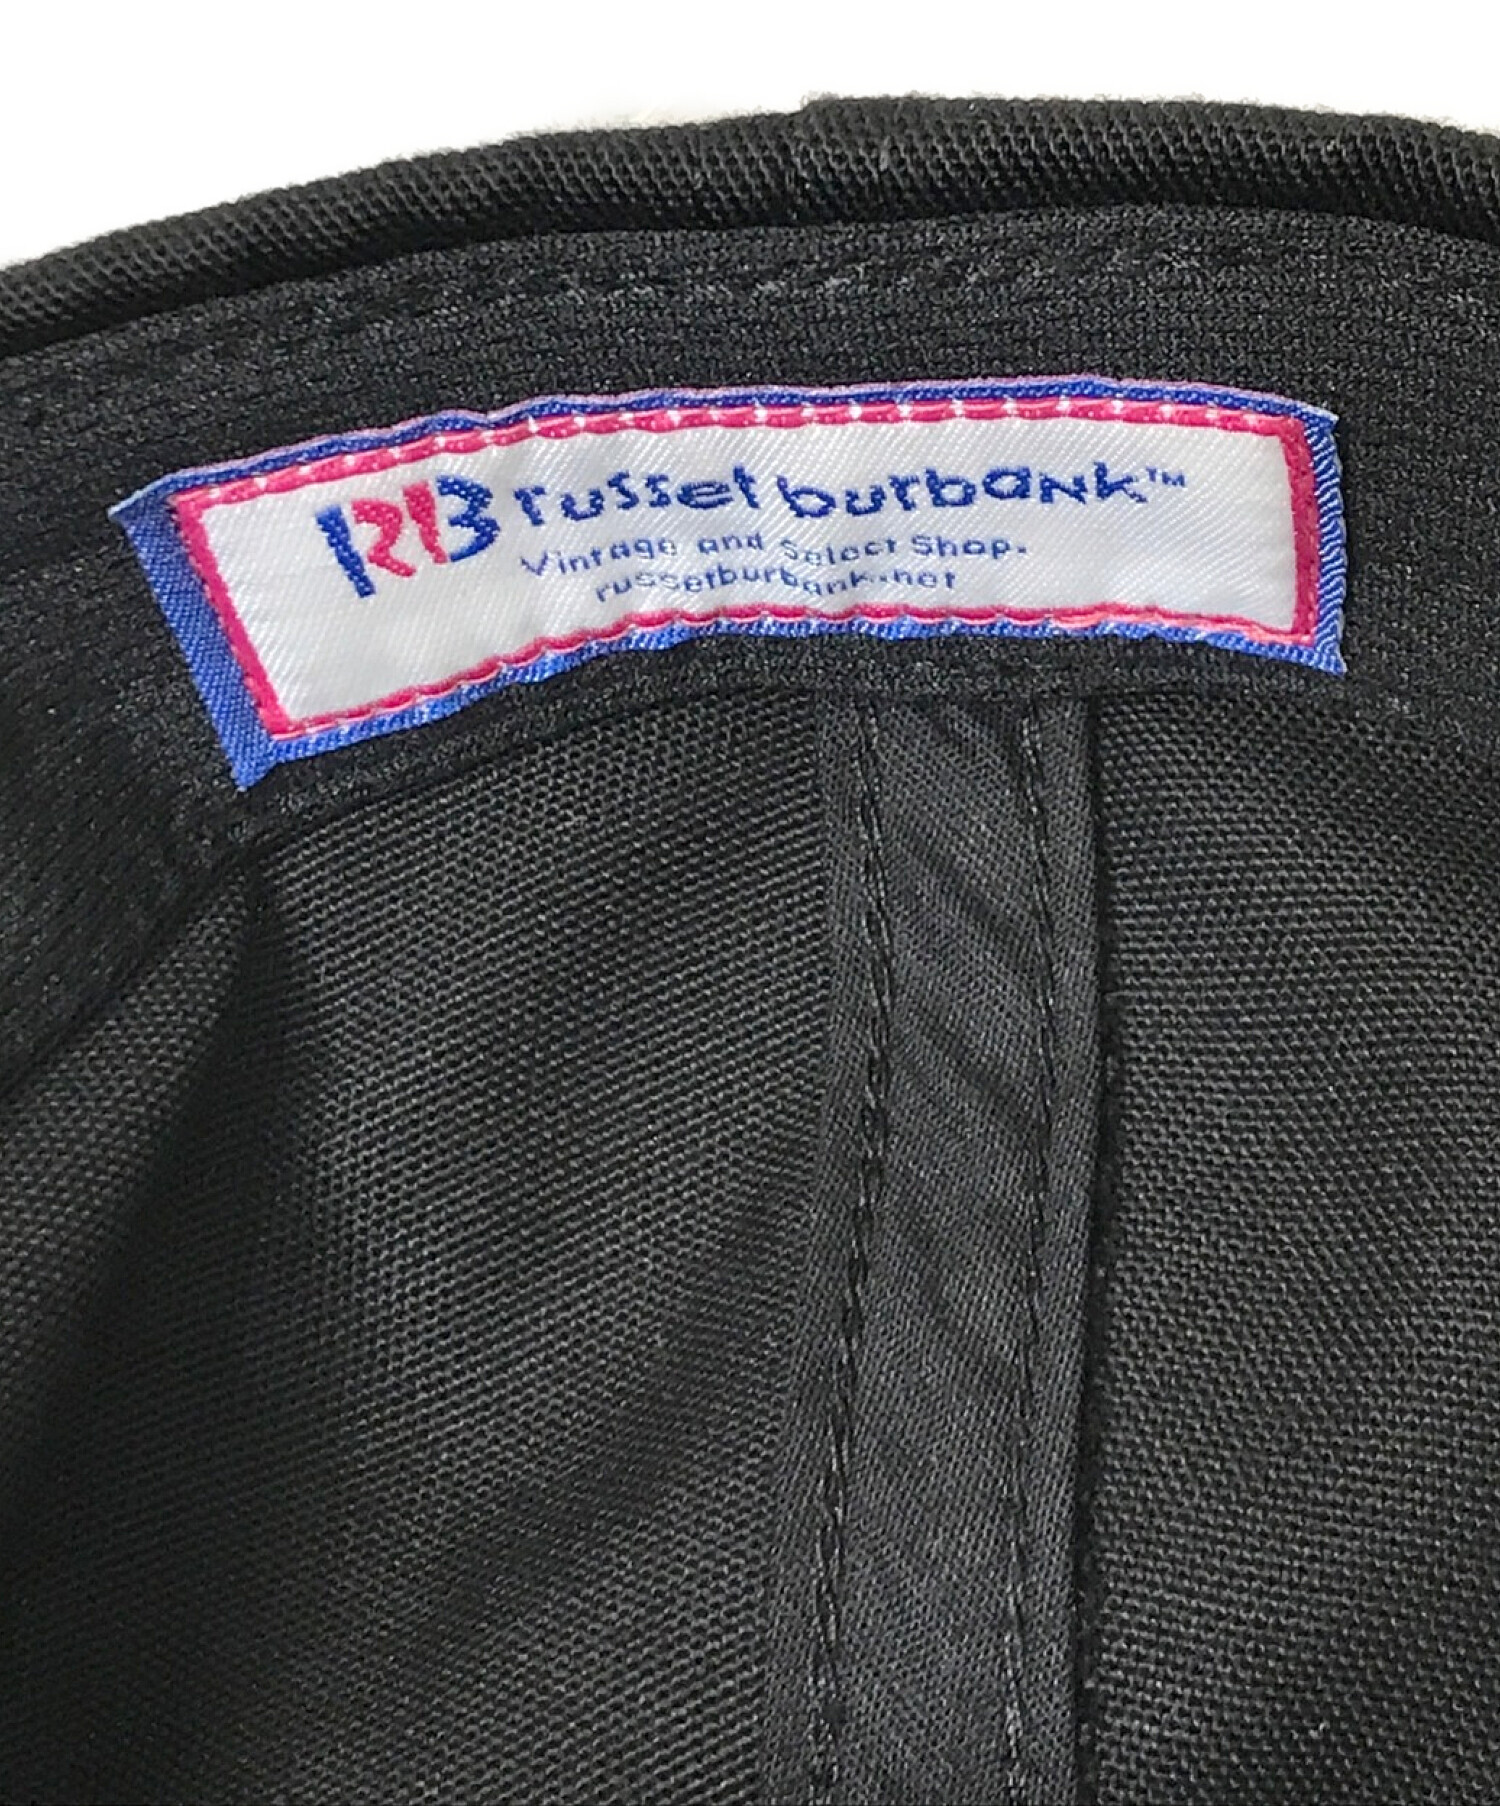 RB russet burbank™
Vintage and Select Shop.
russetburbank.net